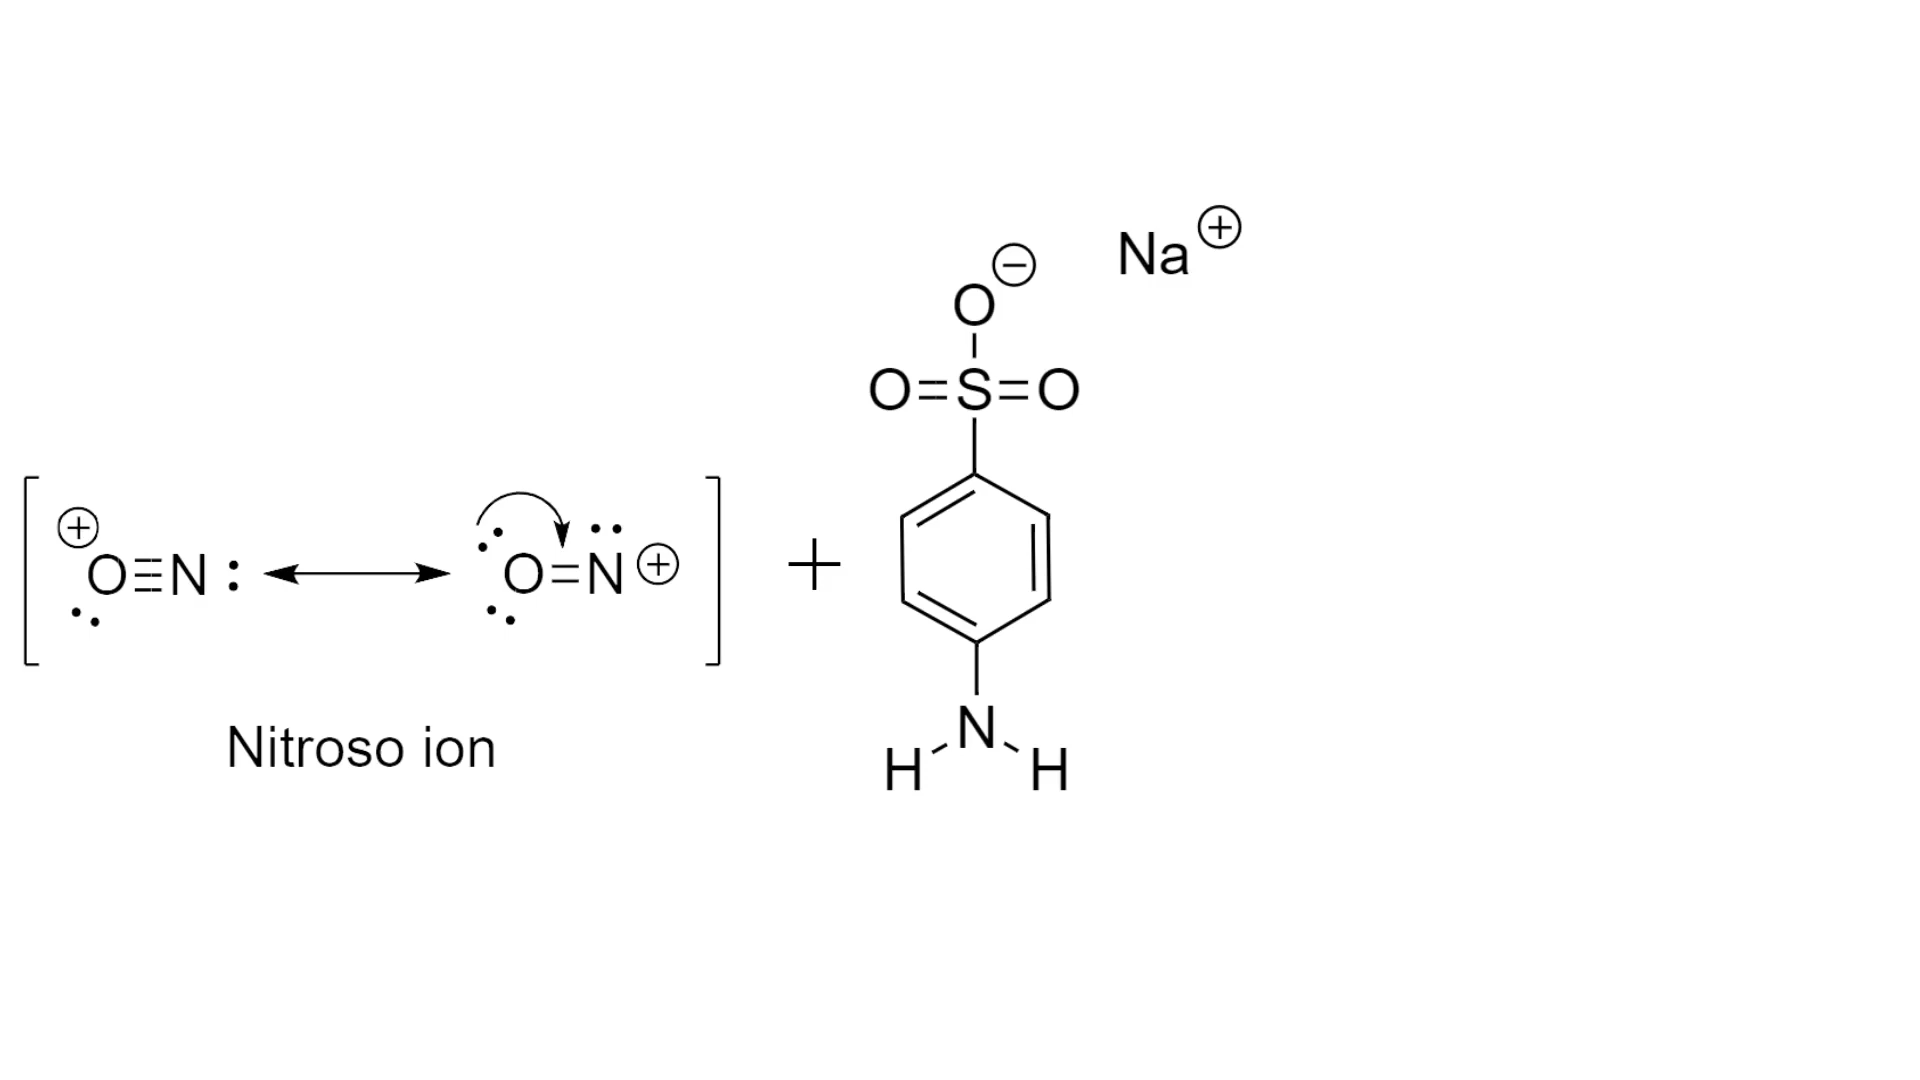 Na⊕
O⊖
O=S=O
⊕
O≡N:
O=N⊕
+
Nitroso ion
N
H H